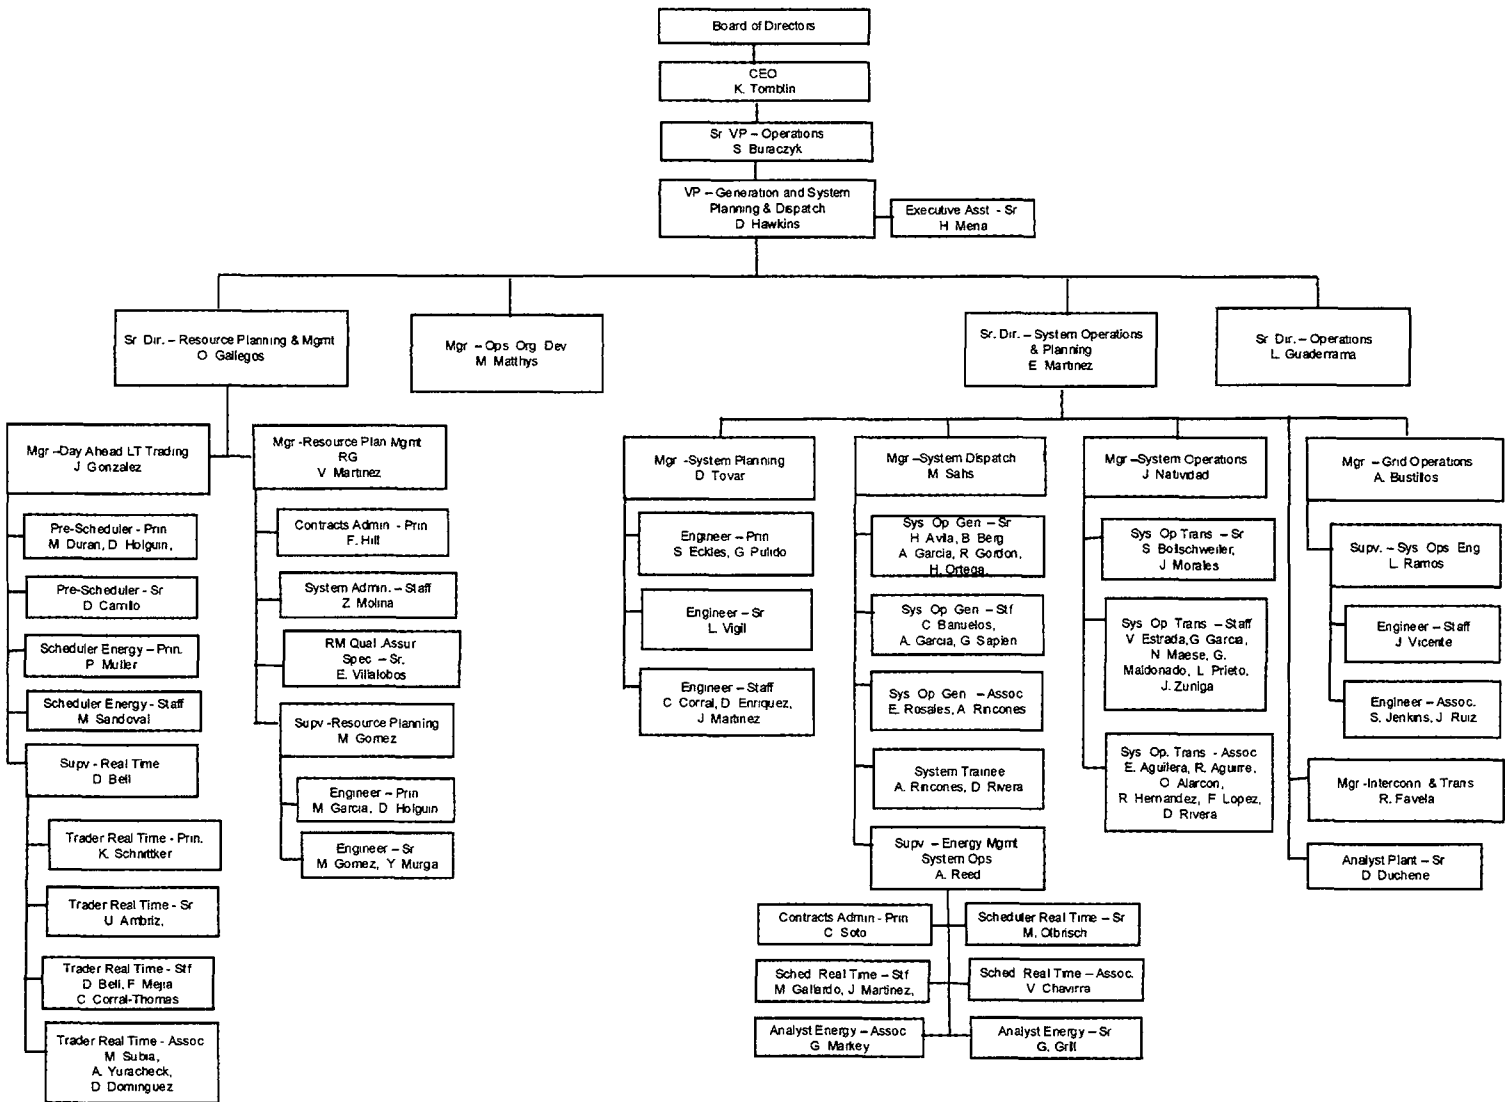 Board of Directors
CEO
K. Tomblin
Sr VP – Operations
S Buraczyk
VP – Generation and System
Planning & Dispatch
D Hawkins
Executive Asst - Sr
H Mena
Sr Dir. – Resource Planning & Mgmt
O Gallegos
Mgr – Ops Org Dev
M Matthys
Sr. Dir. – System Operations
& Planning
E Martinez
Sr Dir. – Operations
L. Guaderrama
Mgr –Day Ahead LT Trading
J Gonzalez
Pre-Scheduler - Prin
M Duran, D Holguin,
Pre-Scheduler - Sr
D Carrillo
Scheduler Energy – Prin.
P Muller
Scheduler Energy - Staff
M Sandoval
Supv - Real Time
D Bell
Trader Real Time - Prin.
K. Schnittker
Trader Real Time - Sr
U Ambriz,
Trader Real Time - Stf
D Bell, F Mejia
C Corral-Thomas
Trader Real Time - Assoc
M Subia,
A. Yuracheck,
D Dominguez
Mgr -Resource Plan Mgmt
RG
V Martinez
Contracts Admin - Prin
F. Hill
System Admin. – Staff
Z Molina
RM Qual. Assur
Spec – Sr.
E. Villalobos
Supv -Resource Planning
M Gomez
Engineer – Prin
M Garcia, D Holguin
Engineer – Sr
M Gomez, Y Murga
Mgr -System Planning
D Tovar
Engineer – Prin
S Eckles, G Pulido
Engineer – Sr
L Vigil
Engineer – Staff
C Corral, D Enriquez,
J Martinez
Mgr –System Dispatch
M Sahs
Sys Op Gen – Sr
H Avila, B Berg
A Garcia, R Gordon,
H. Ortega.
Sys Op Gen – Stf
C Banuelos,
A. Garcia, G Sapien
Sys Op Gen – Assoc
E. Rosales, A Rincones
System Trainee
A. Rincones, D Rivera
Supv – Energy Mgmt
System Ops
A. Reed
Contracts Admin - Prin
C Soto
Scheduler Real Time – Sr
M. Olbrisch
Sched Real Time – Stf
M Gallardo, J Martinez,
Sched Real Time – Assoc.
V Chavirra
Analyst Energy – Assoc
G Markey
Analyst Energy – Sr
G. Grill
Mgr –System Operations
J Natividad
Sys Op Trans – Sr
S Bollschweiler,
J Morales
Sys Op Trans – Staff
V Estrada, G Garcia,
N Maese, G.
Maldonado, L Prieto,
J. Zuniga
Sys Op. Trans - Assoc
E. Aguilera, R. Aguirre,
O Alarcon,
R Hernandez, F Lopez,
D Rivera
Mgr – Grid Operations
A. Bustillos
Supv. – Sys Ops Eng
L. Ramos
Engineer – Staff
J Vicente
Engineer – Assoc.
S. Jenkins, J Ruiz
Mgr -Interconn & Trans
R. Favela
Analyst Plant – Sr
D Duchene